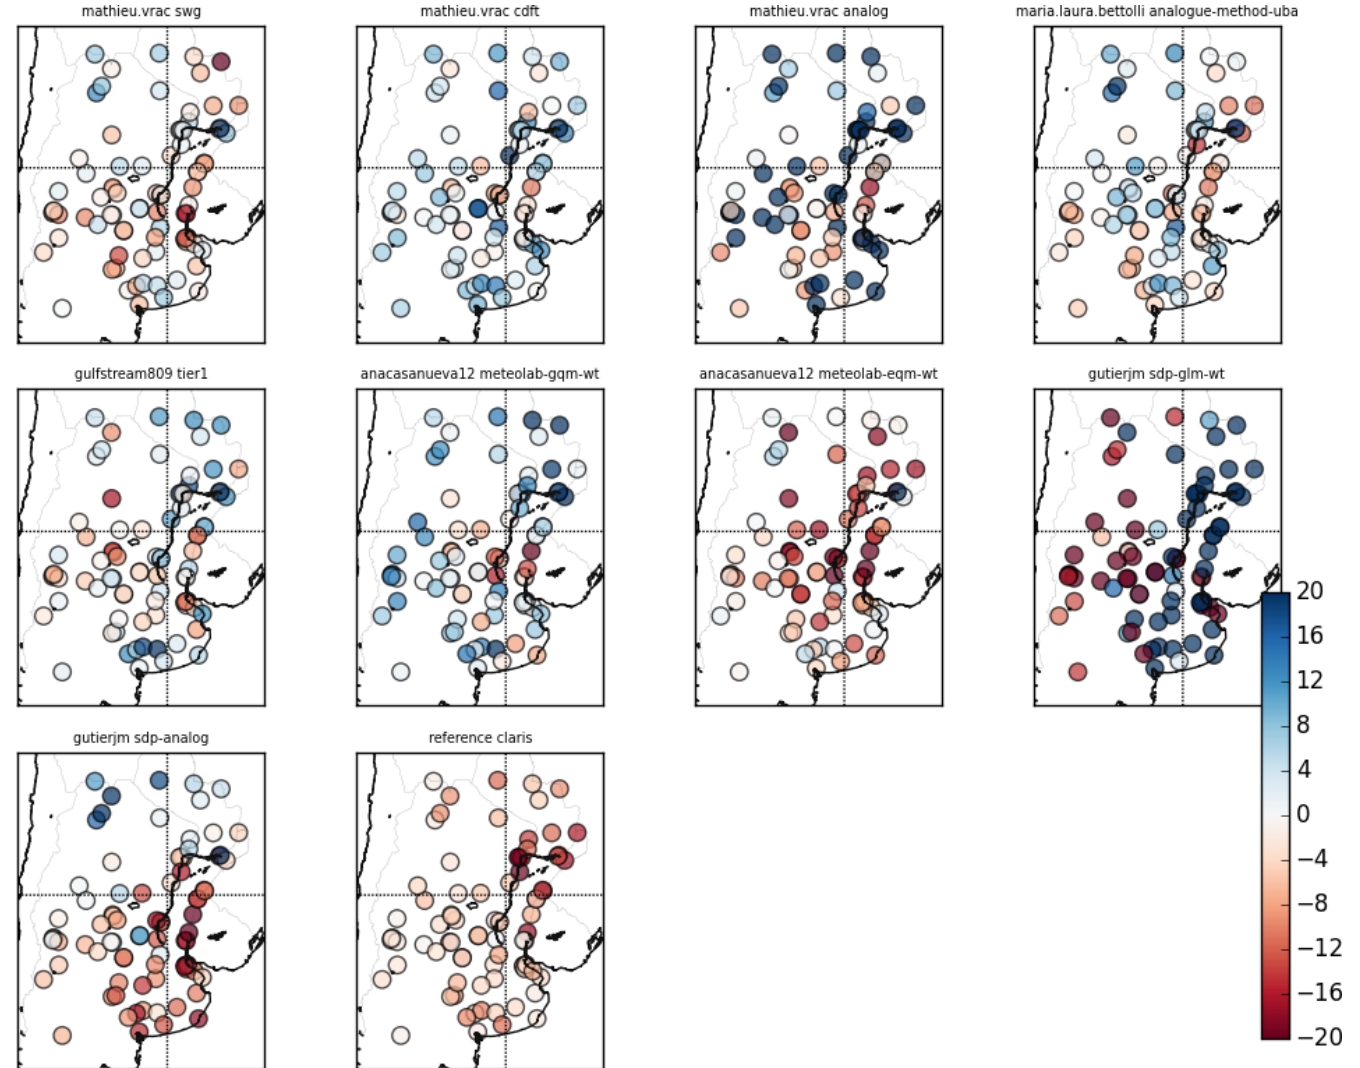 mathieu.vrac swg
mathieu.vrac cdft
mathieu.vrac analog
maria.laura.bettolli analogue-method-uba
gulfstream809 tier1
anacasanueva12 meteolab-gqm-wt
anacasanueva12 meteolab-eqm-wt
gutierjm sdp-glm-wt
gutierjm sdp-analog
reference claris
20
16
12
8
4
0
−4
−8
−12
−16
−20